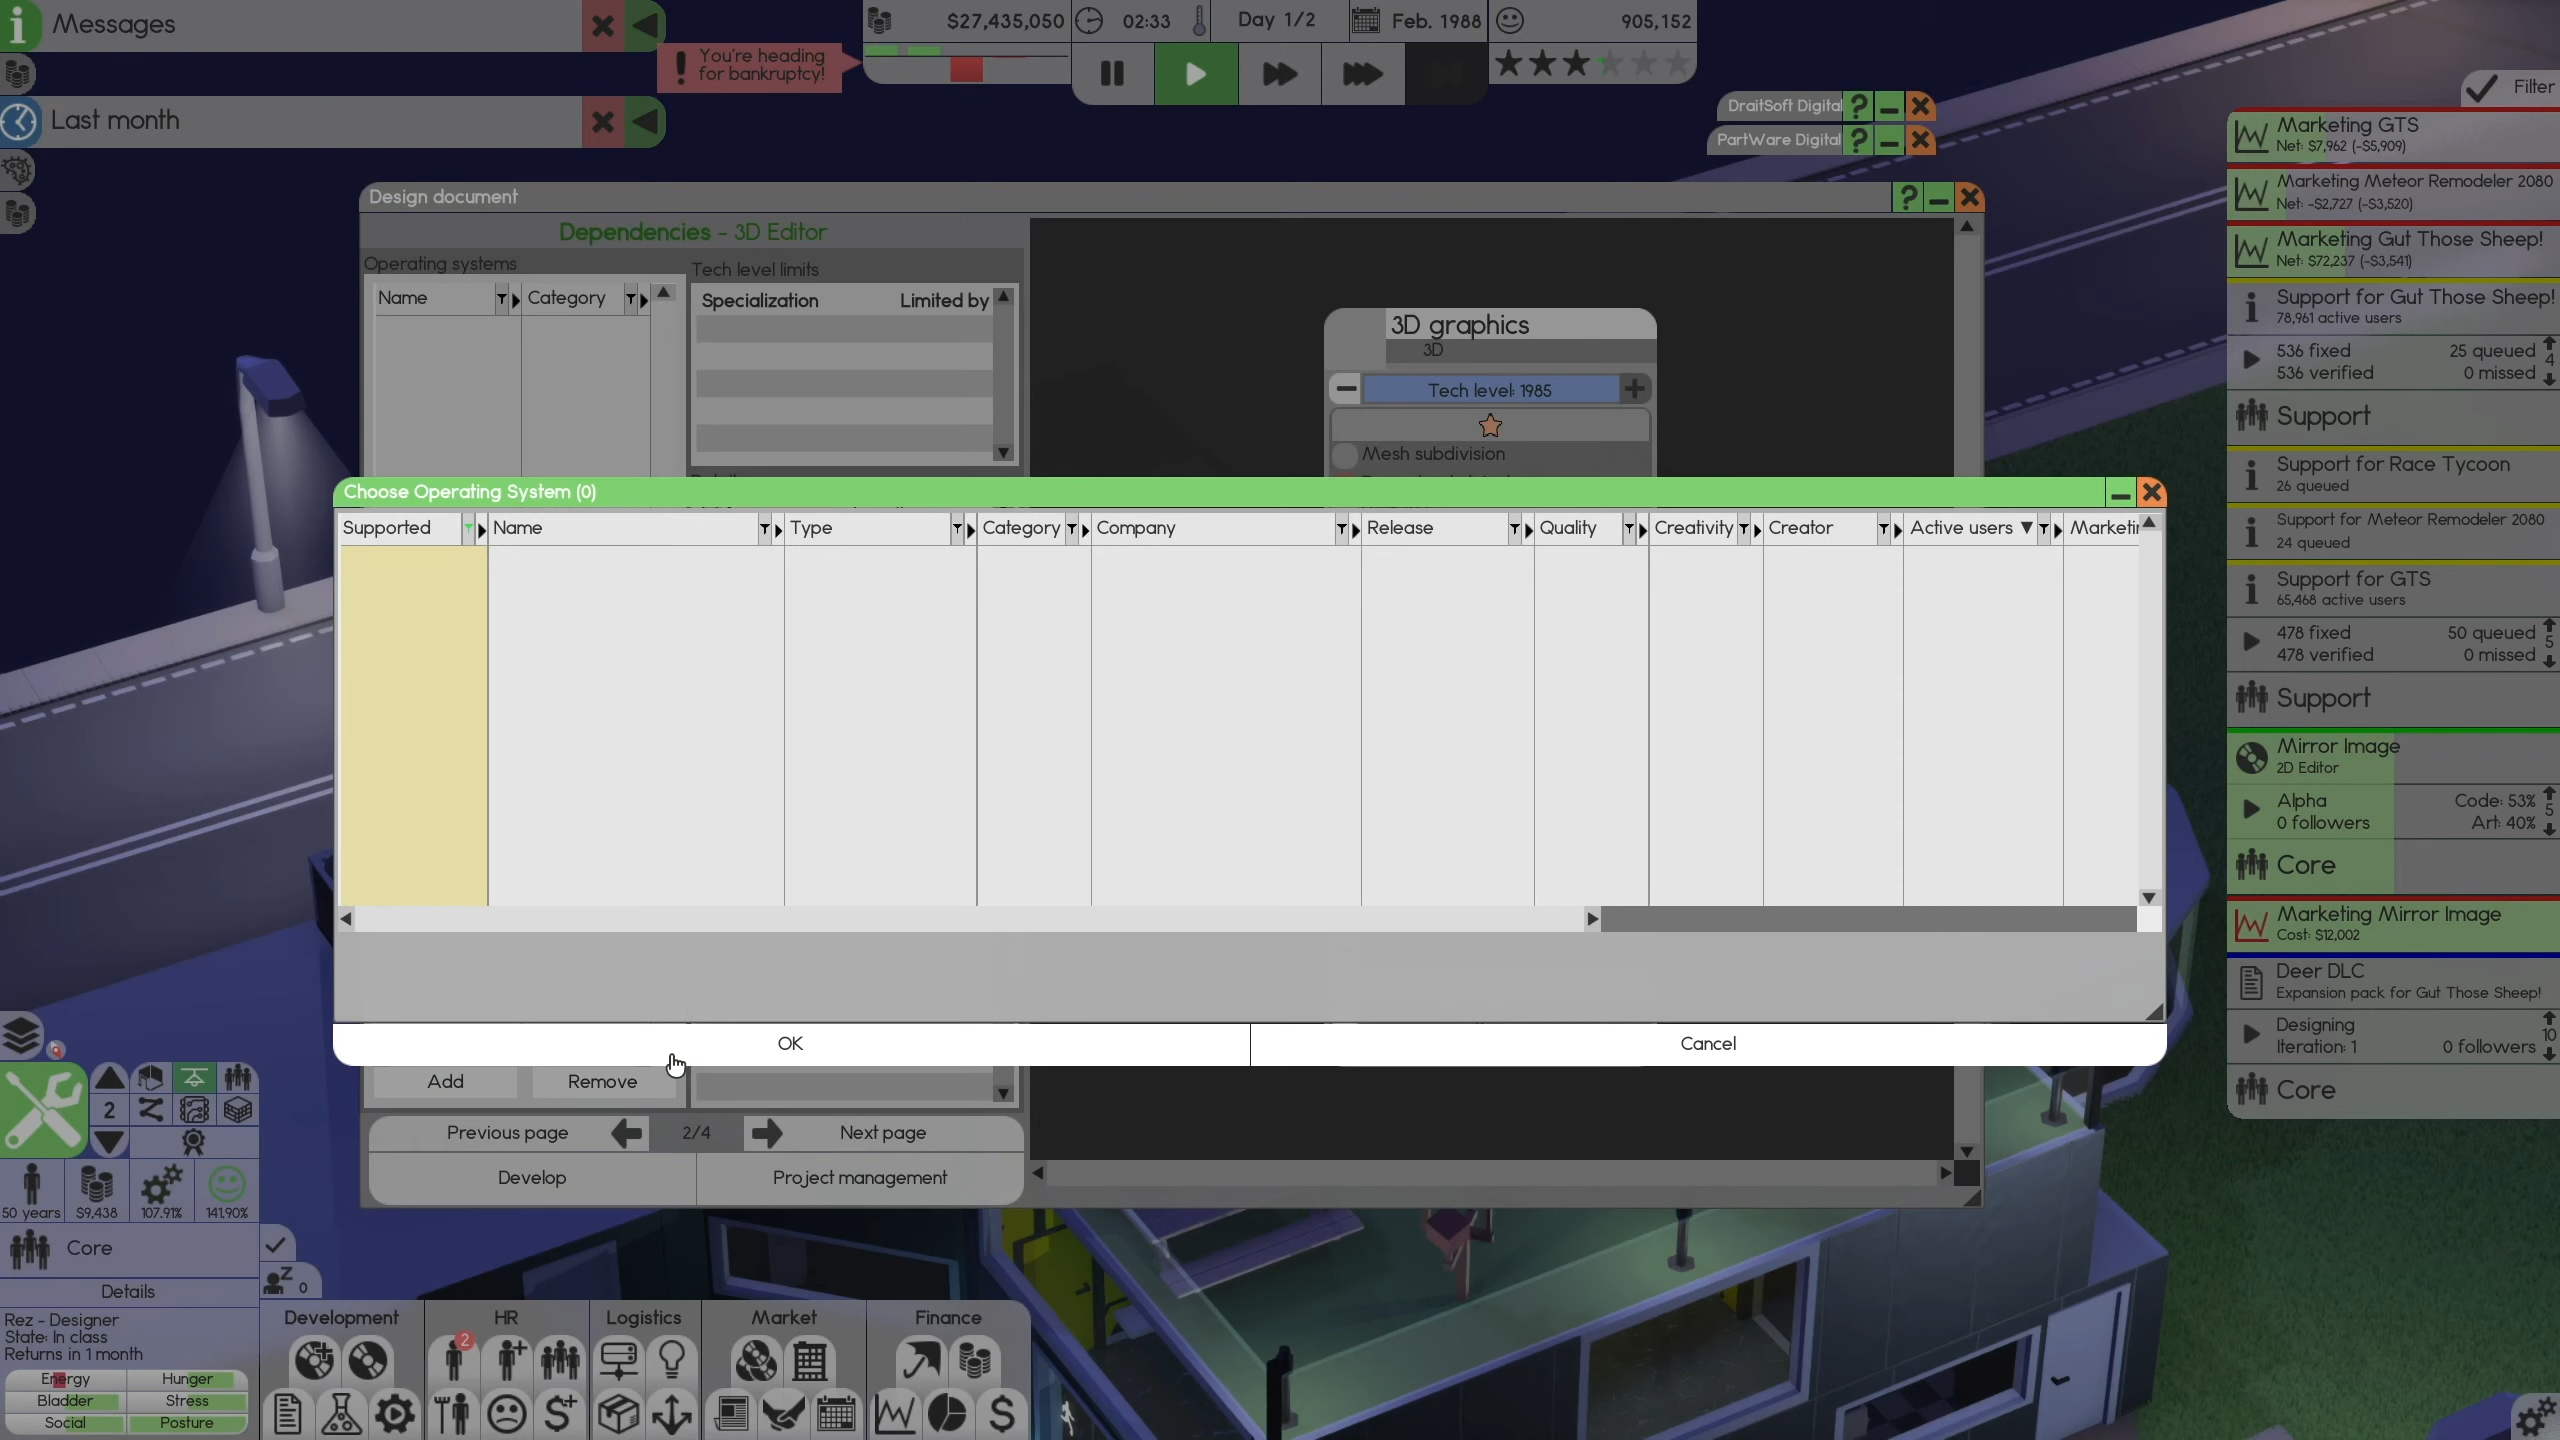 Messages
Last month
You're heading
for bankruptcy!
$27,435,050
02:33
Day 1/2
Feb. 1988
905,152
DraitSoft Digital
PartWare Digital
Filter
Design document
Dependencies - 3D Editor
Operating systems
Name
Category
Tech level limits
Specialization
Limited by
3D graphics
3D
Tech level: 1985
Mesh subdivision
Choose Operating System (0)
Supported
Name
Type
Category
Company
Release
Quality
Creativity
Creator
Active users
OK
Cancel
Add
Remove
Previous page
2/4
Next page
Develop
Project management
Marketing GTS
Net: $7,962 (-$5,909)
Marketing Meteor Remodeler 2080
Net: -$2,727 (-$3,520)
Marketing Gut Those Sheep!
Net: $72,237 (-$3,541)
Support for Gut Those Sheep!
78,961 active users
536 fixed
25 queued
4
536 verified
0 missed
Support
Support for Race Tycoon
26 queued
Support for Meteor Remodeler 2080
24 queued
Support for GTS
65,468 active users
478 fixed
50 queued
5
478 verified
0 missed
Support
Mirror Image
2D Editor
Alpha
Code: 53%
5
0 followers
Art: 40%
Core
Marketing Mirror Image
Cost: $12,002
Deer DLC
Expansion pack for Gut Those Sheep!
Designing
10
Iteration: 1
0 followers
Core
2
50 years
$9,438
107.91%
141.90%
Core
Details
Z 0
Rez - Designer
State: In class
Returns in 1 month
Energy
Hunger
Bladder
Stress
Social
Posture
Development
HR
Logistics
Market
Finance
2